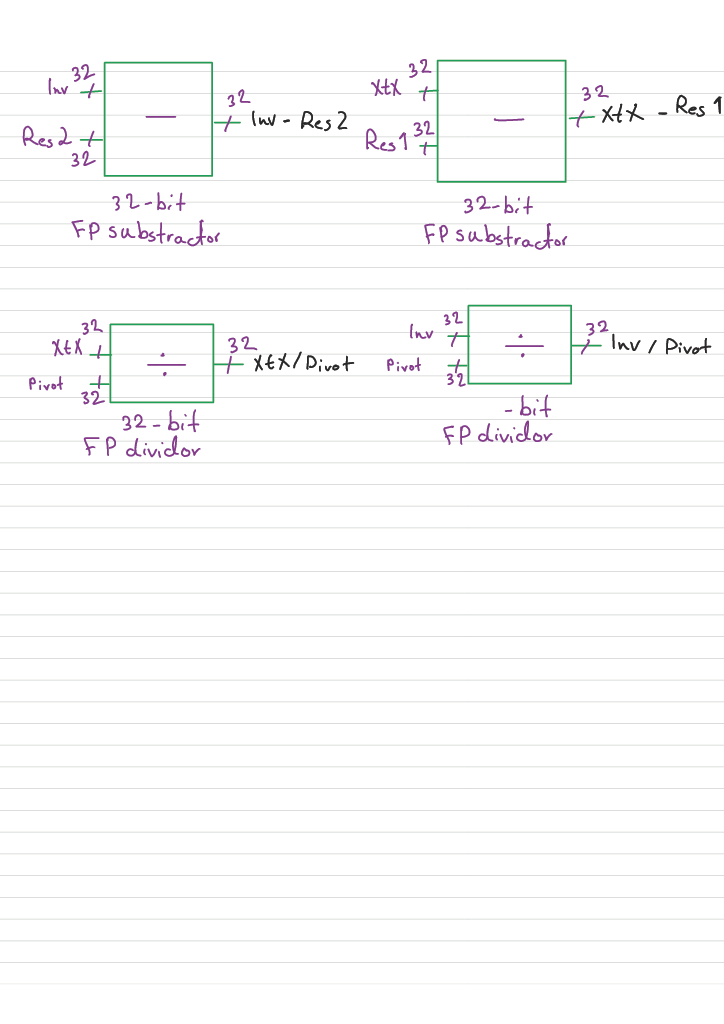 32
Inv
Res2
32
—
32
Inv - Res2
32-bit
FP substractor
32
XtX
Res1 32
—
32
XtX - Res1
32-bit
FP substractor
32
XtX
Pivot
32
÷
32
XtX/Pivot
32-bit
FP dividor
32
Inv
Pivot
32
÷
32
Inv / Pivot
-bit
FP dividor